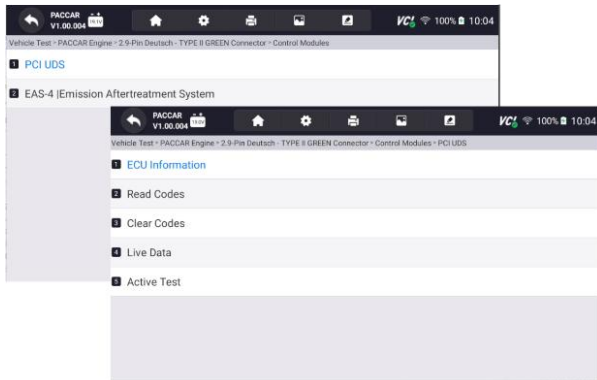 PACCAR
V1.00.004
VCI 100% 10:04
Vehicle Test * PACCAR Engine * 2.9-Pin Deutsch - TYPE II GREEN Connector * Control Modules
1 PCI UDS
2 EAS-4 |Emission Aftertreatment System
PACCAR
V1.00.004
VCI 100% 10:04
Vehicle Test * PACCAR Engine * 2.9-Pin Deutsch - TYPE II GREEN Connector * Control Modules * PCI UDS
1 ECU Information
2 Read Codes
3 Clear Codes
4 Live Data
5 Active Test